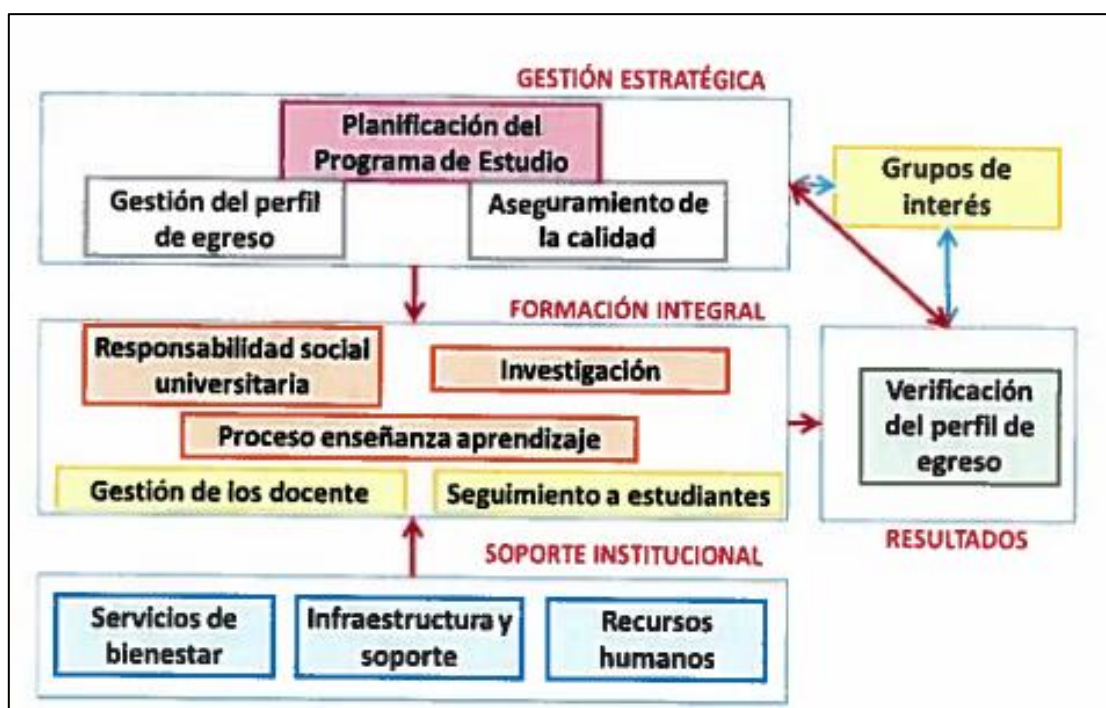 GESTIÓN ESTRATÉGICA
Planificación del
Programa de Estudio
Gestión del perfil
de egreso
Aseguramiento de
la calidad
Grupos de
interés
FORMACIÓN INTEGRAL
Responsabilidad social
universitaria
Investigación
Proceso enseñanza aprendizaje
Gestión de los docente
Seguimiento a estudiantes
Verificación
del perfil de
egreso
RESULTADOS
SOPORTE INSTITUCIONAL
Servicios de
bienestar
Infraestructura y
soporte
Recursos
humanos